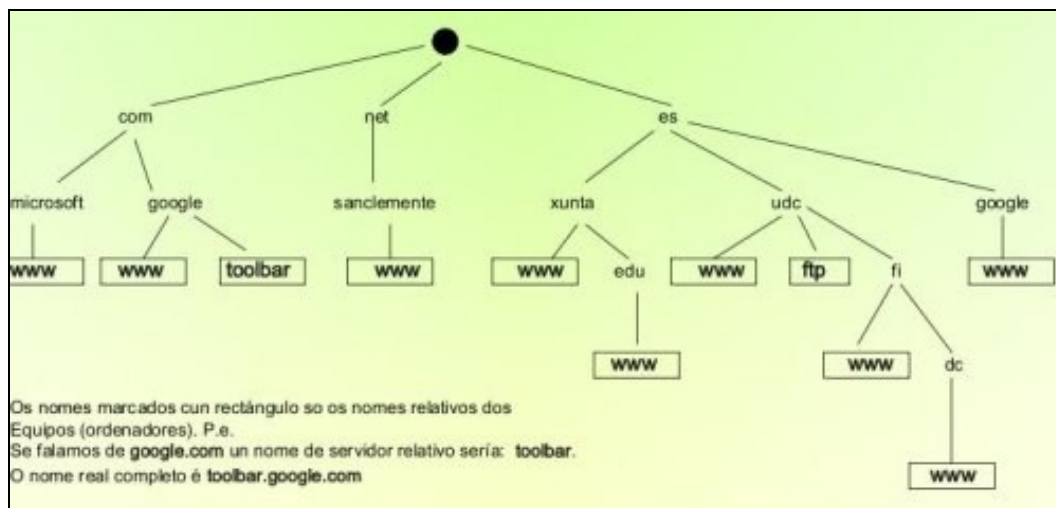 com net es
microsoft google sanclemente xunta udc google
www www toolbar www www edu www ftp fi www
www www dc
Os nomes marcados cun rectángulo so os nomes relativos dos
Equipos (ordenadores). P.e.
Se falamos de google.com un nome de servidor relativo sería: toolbar.
O nome real completo é toolbar.google.com
www